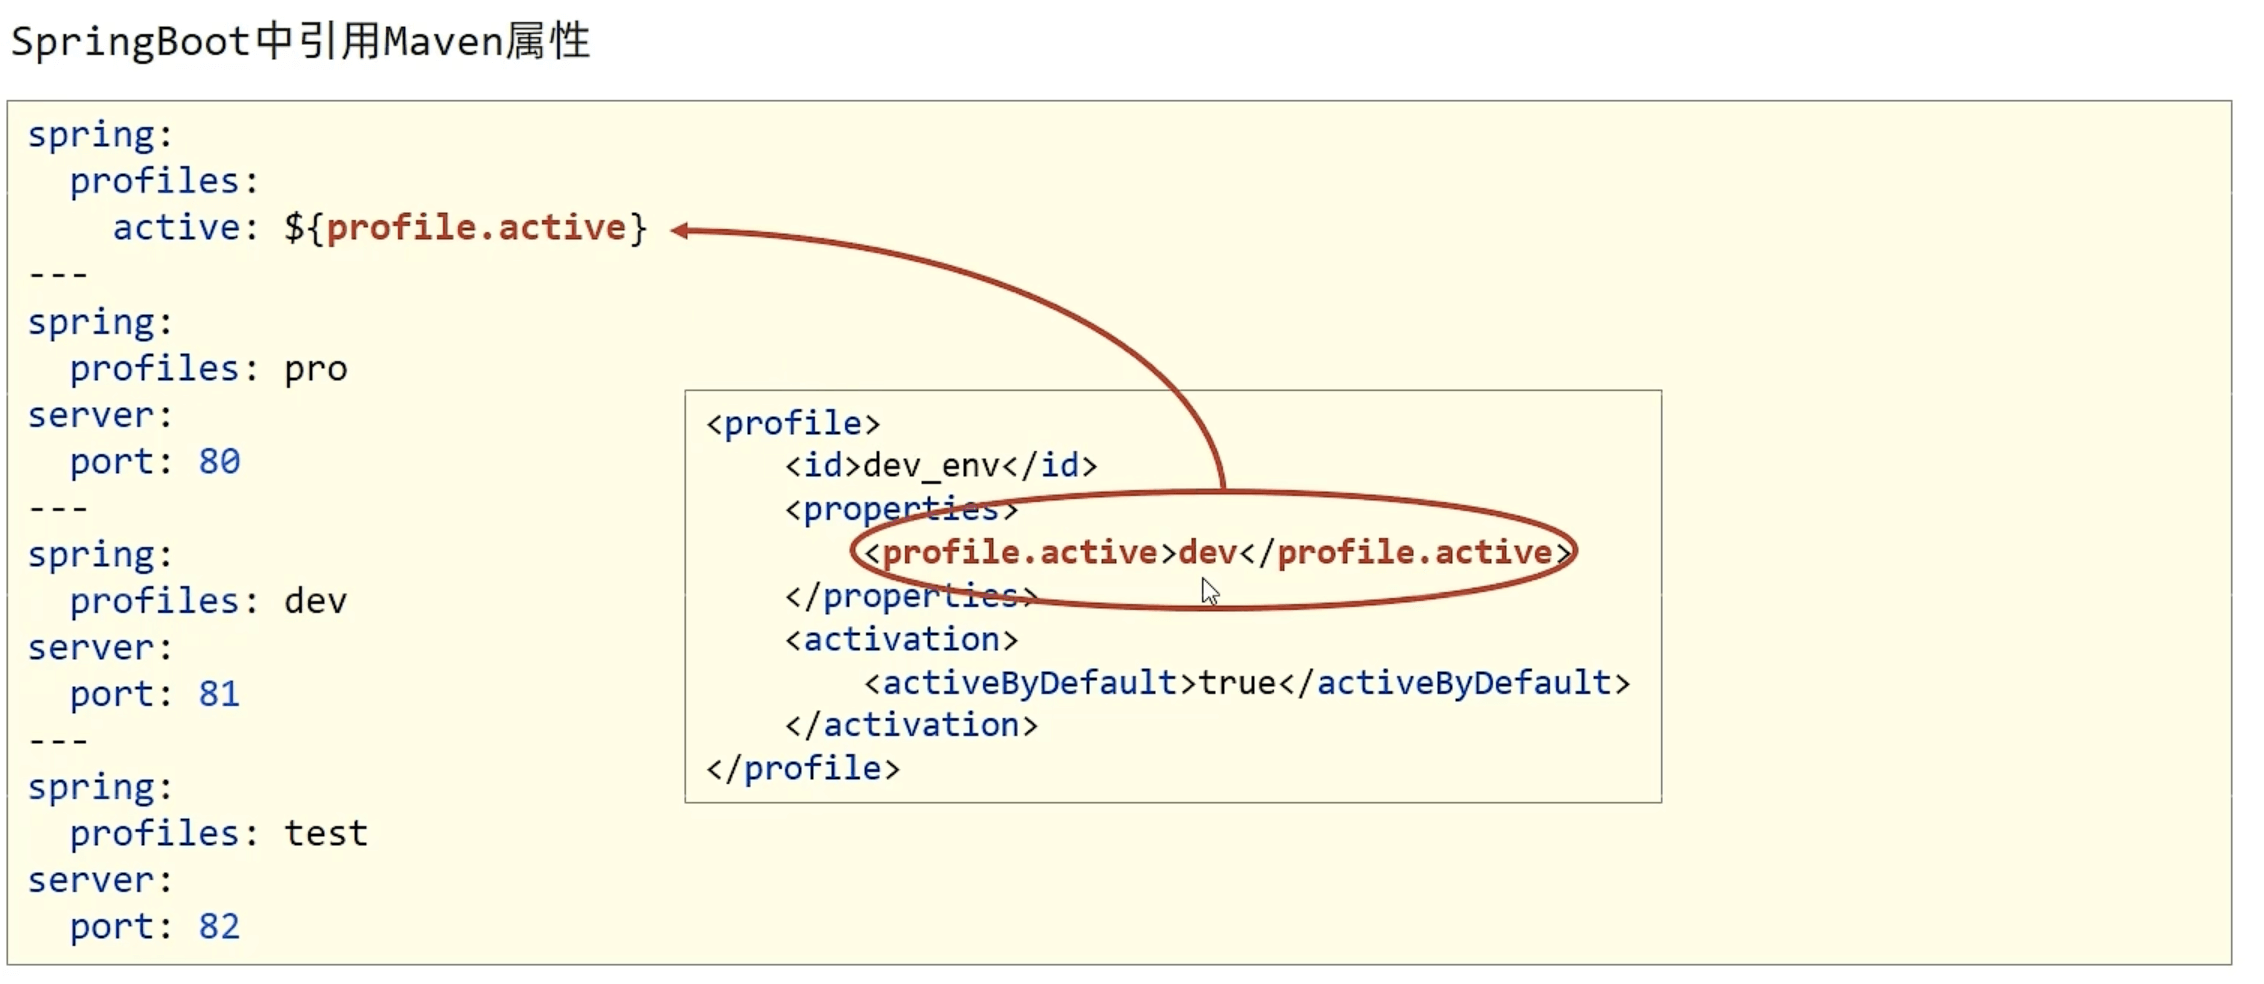 SpringBoot中引用Maven属性
spring:
  profiles:
    active: ${profile.active}
---
spring:
  profiles: pro
server:
  port: 80
---
spring:
  profiles: dev
server:
  port: 81
---
spring:
  profiles: test
server:
  port: 82
<profile>
    <id>dev_env</id>
    <properties>
        <profile.active>dev</profile.active>
    </properties>
    <activation>
        <activeByDefault>true</activeByDefault>
    </activation>
</profile>